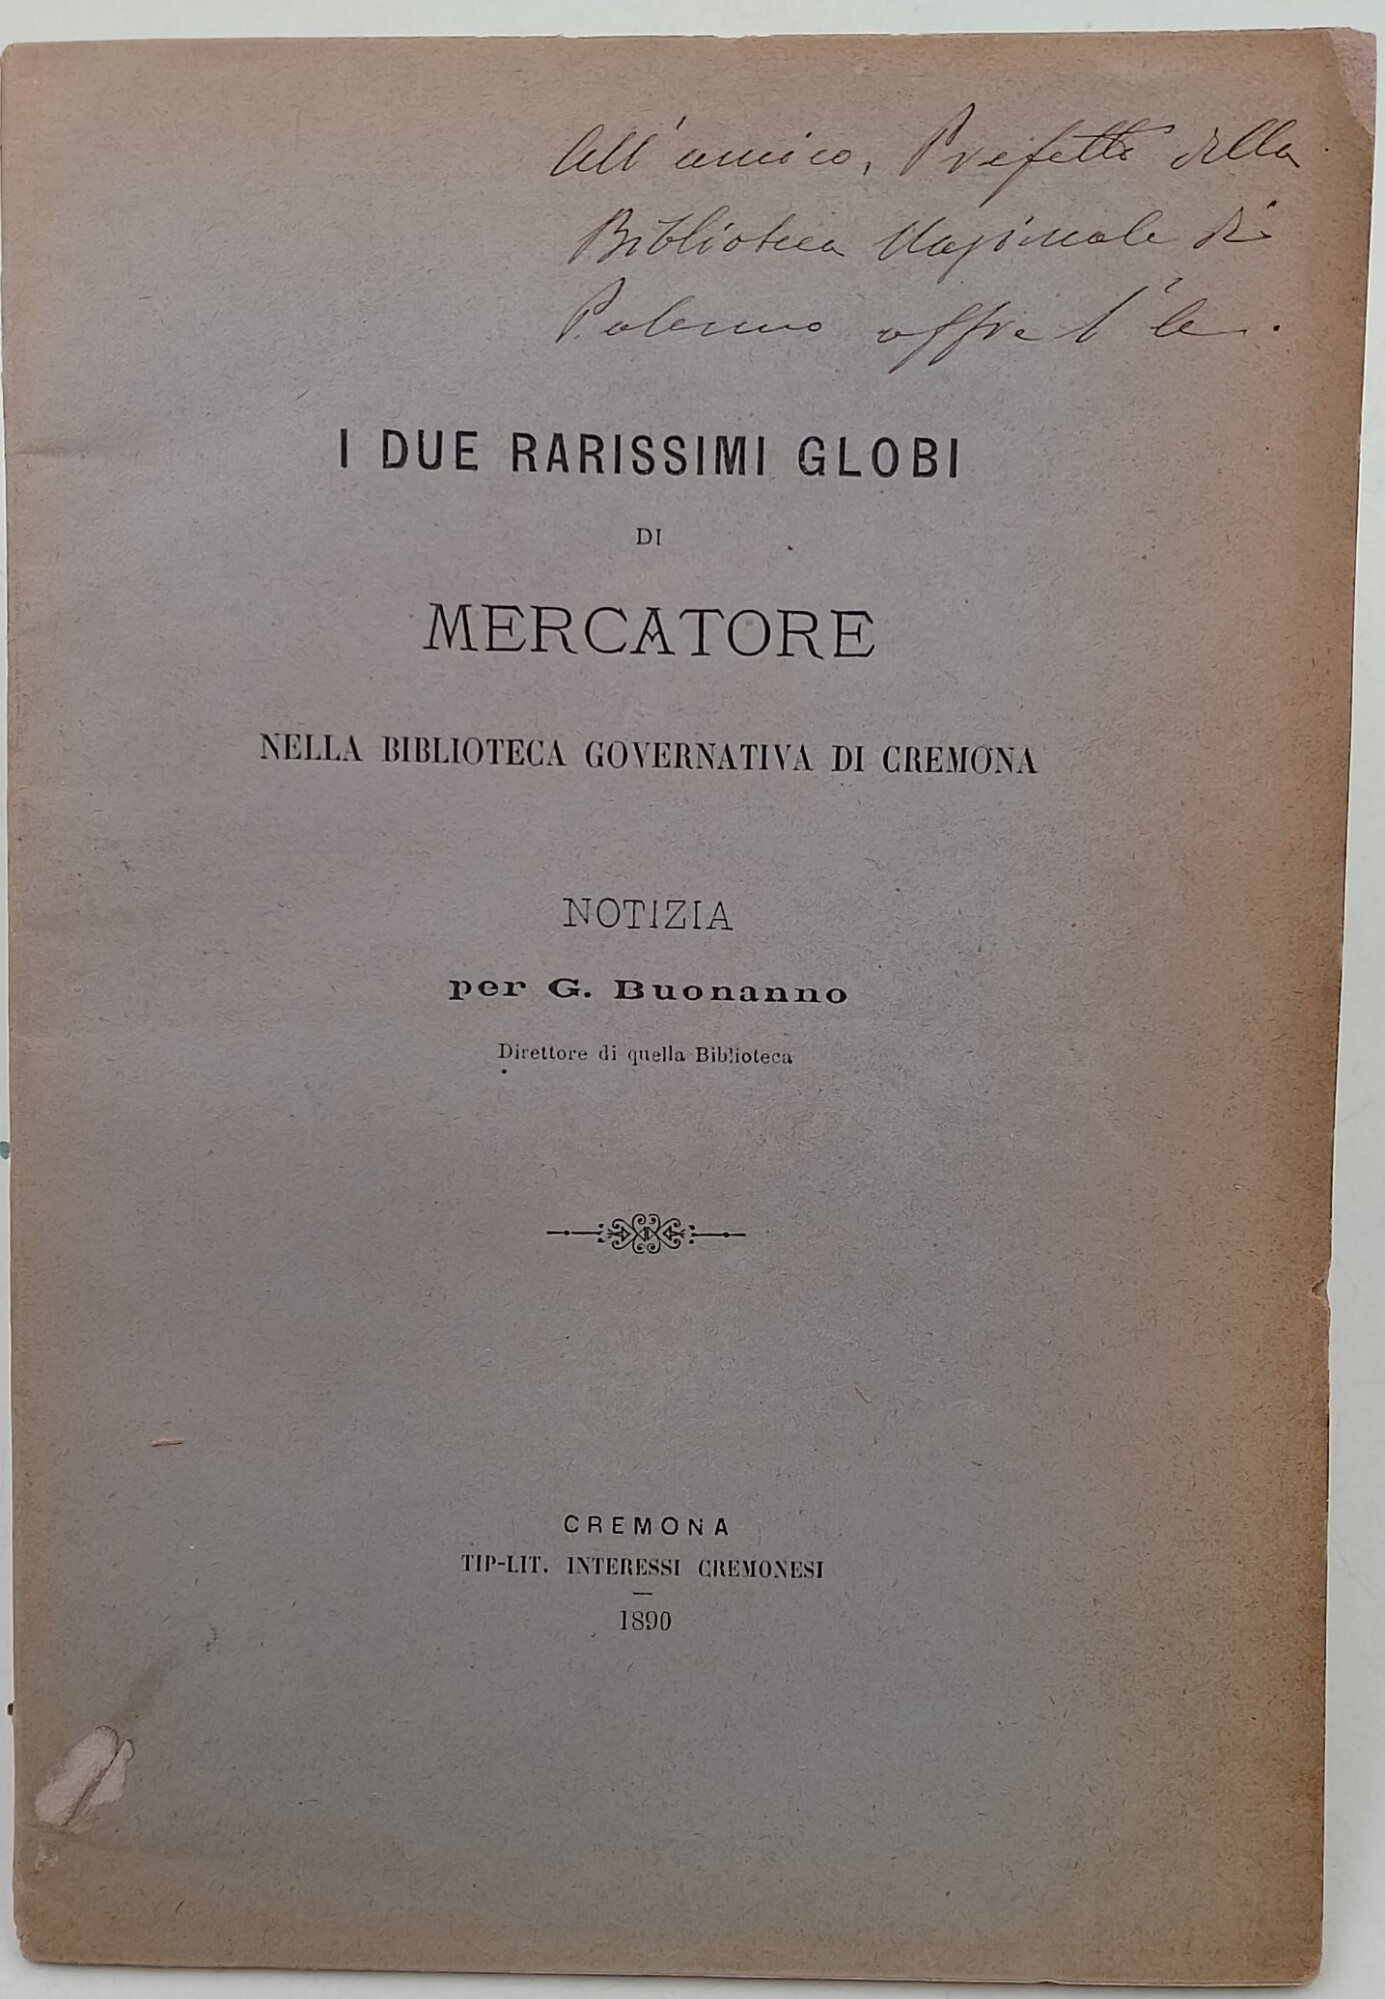 All'amico, Prefetto della
Biblioteca Nazionale di
Palermo offre l'
I DUE RARISSIMI GLOBI
DI
MERCATORE
NELLA BIBLIOTECA GOVERNATIVA DI CREMONA
NOTIZIA
per G. Buonanno
Direttore di quella Biblioteca
CREMONA
TIP-LIT. INTERESSI CREMONESI
1890